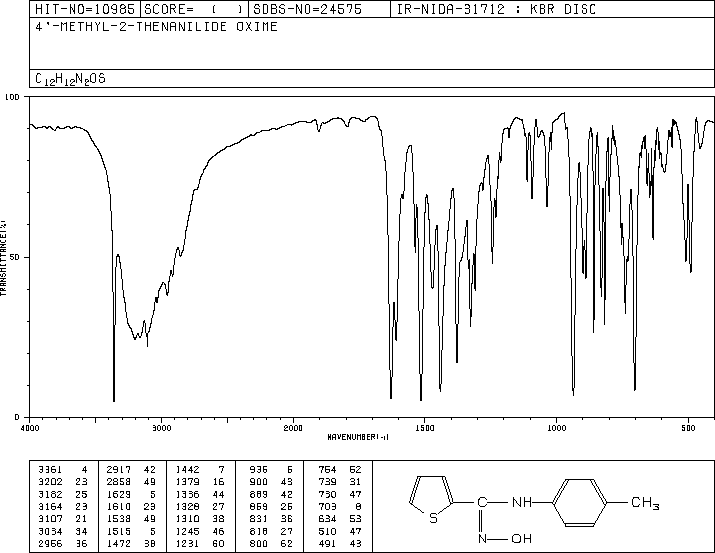 HIT-NO=10985 SCORE= ( ) SDBS-NO=24575 IR-NIDA-31712 : KBR DISC
4'-METHYL-2-THENANILIDE OXIME
C12H12N2OS
100
50
0
TRANSMITTANCE(%)
4000 3000 2000 1500 1000 500
WAVENUMBER(-1)
3361 4 2917 42 1442 7 935 6 754 52
3202 23 2858 49 1379 16 900 43 739 31
3182 25 1629 5 1336 44 889 42 730 47
3164 23 1610 23 1328 27 859 25 703 8
3107 21 1538 49 1310 38 831 36 634 53
3034 34 1515 5 1245 46 818 27 510 47
2956 36 1472 38 1231 60 800 62 491 43
S C NH CH3
N OH